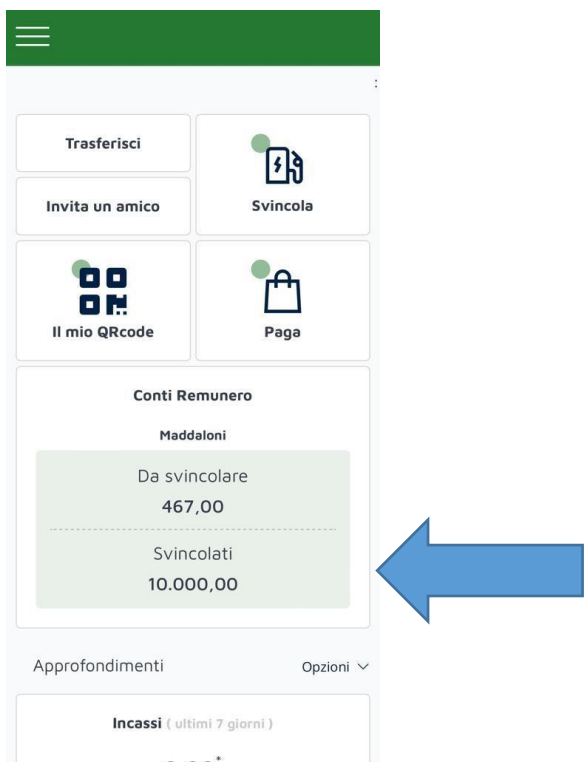 Trasferisci
Invita un amico
Svincola
Il mio QRcode
Paga
Conti Remunero
Maddaloni
Da svincolare
467,00
Svincolati
10.000,00
Approfondimenti
Opzioni
Incassi ( ultimi 7 giorni )